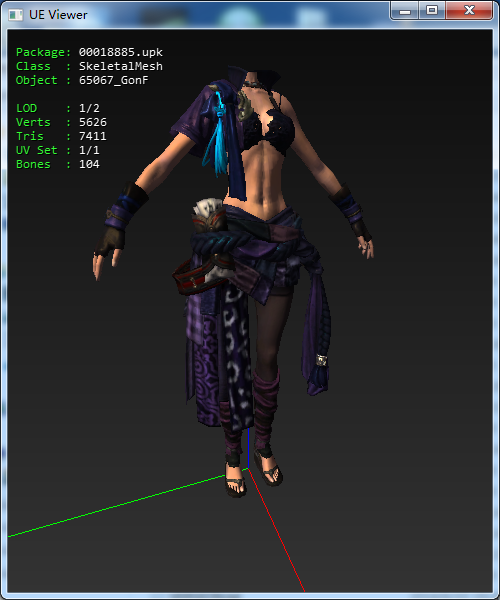 UE Viewer
Package: 00018885.upk
Class : SkeletalMesh
Object : 65067_GonF
LOD : 1/2
Verts : 5626
Tris : 7411
UV Set : 1/1
Bones : 104